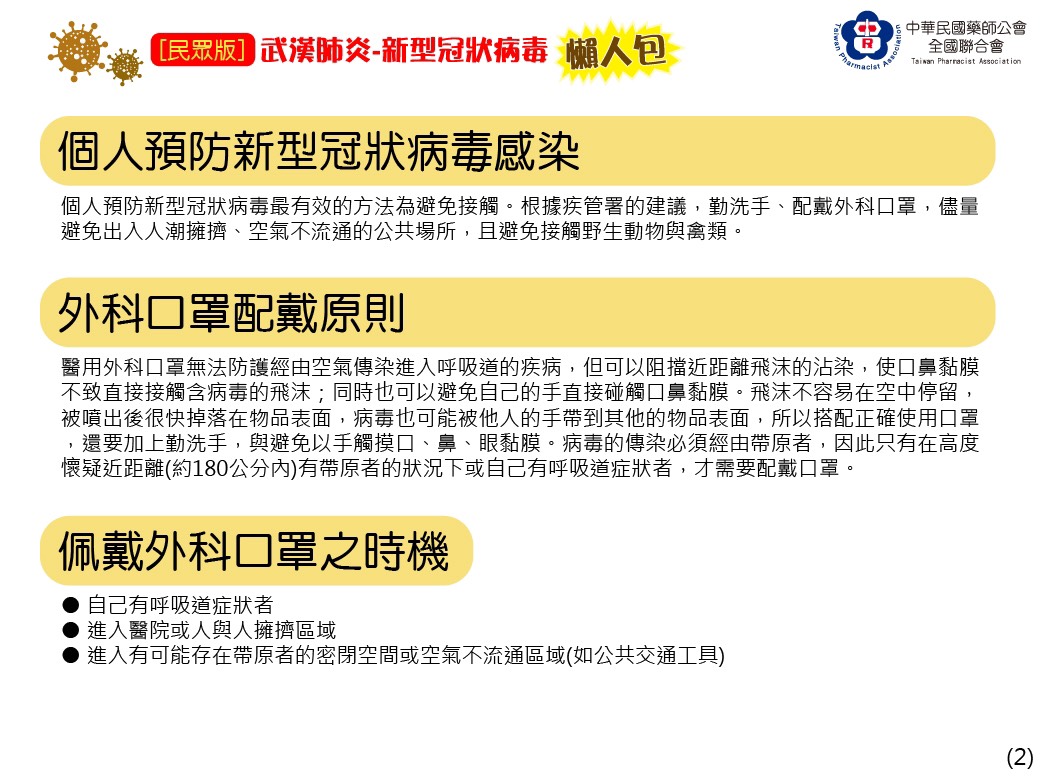 [民眾版] 武漢肺炎-新型冠狀病毒 懶人包
Taiwan Pharmacist Association
中華民國藥師公會
全國聯合會
Taiwan Pharmacist Association
個人預防新型冠狀病毒感染
個人預防新型冠狀病毒最有效的方法為避免接觸。根據疾管署的建議，勤洗手、配戴外科口罩，儘量
避免出入人潮擁擠、空氣不流通的公共場所，且避免接觸野生動物與禽類。
外科口罩配戴原則
醫用外科口罩無法防護經由空氣傳染進入呼吸道的疾病，但可以阻擋近距離飛沫的沾染，使口鼻黏膜
不致直接接觸含病毒的飛沫；同時也可以避免自己的手直接碰觸口鼻黏膜。飛沫不容易在空中停留，
被噴出後很快掉落在物品表面，病毒也可能被他人的手帶到其他的物品表面，所以搭配正確使用口罩
，還要加上勤洗手，與避免以手觸摸口、鼻、眼黏膜。病毒的傳染必須經由帶原者，因此只有在高度
懷疑近距離(約180公分內)有帶原者的狀況下或自己有呼吸道症狀者，才需要配戴口罩。
佩戴外科口罩之時機
● 自己有呼吸道症狀者
● 進入醫院或人與人擁擠區域
● 進入有可能存在帶原者的密閉空間或空氣不流通區域(如公共交通工具)
(2)